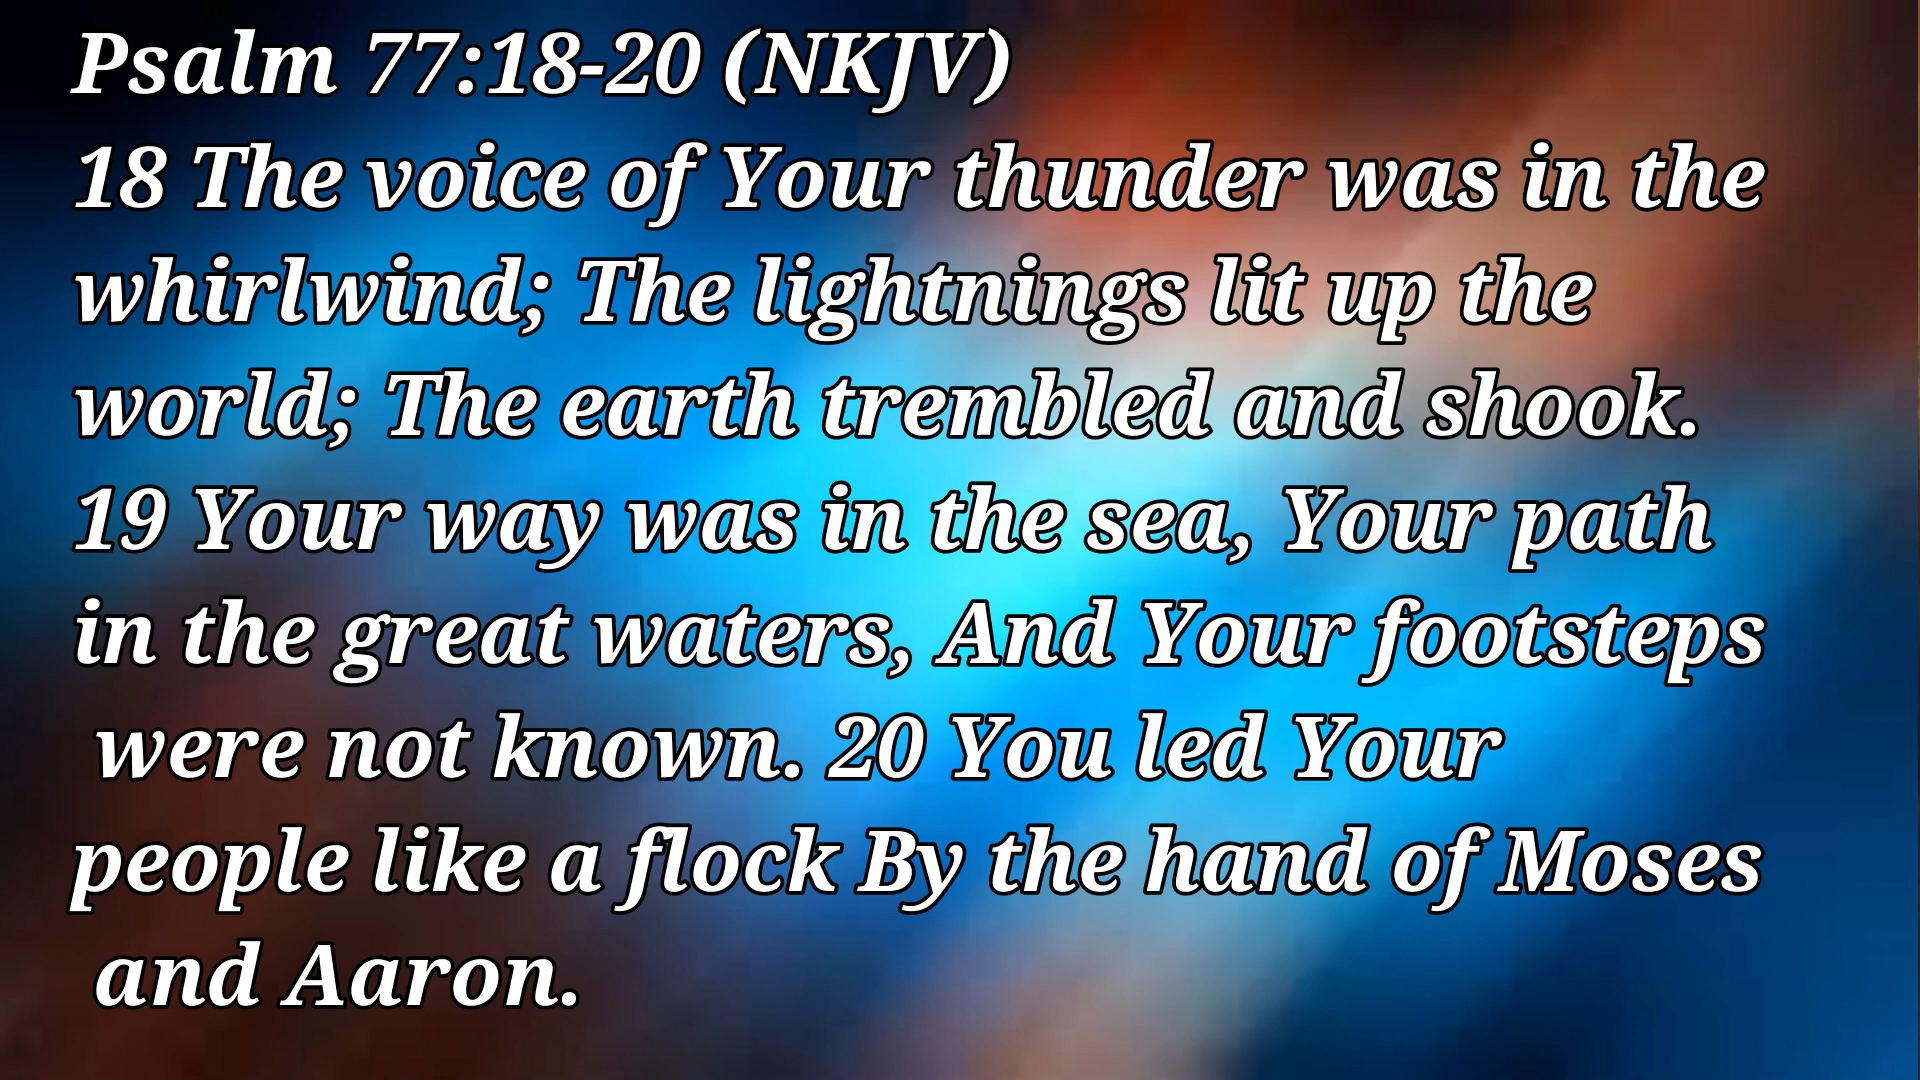 Psalm 77:18-20 (NKJV)
18 The voice of Your thunder was in the
whirlwind; The lightnings lit up the
world; The earth trembled and shook.
19 Your way was in the sea, Your path
in the great waters, And Your footsteps
were not known. 20 You led Your
people like a flock By the hand of Moses
and Aaron.